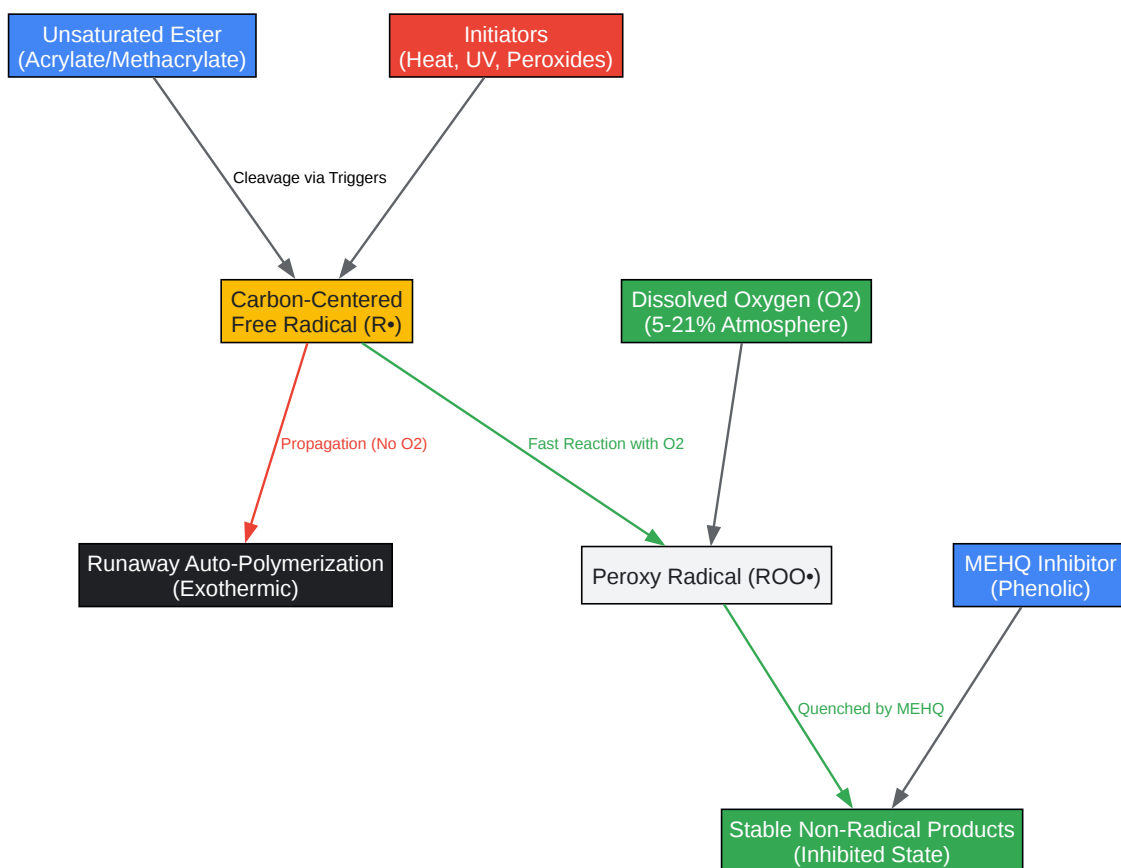 Unsaturated Ester
(Acrylate/Methacrylate)
Initiators
(Heat, UV, Peroxides)
Cleavage via Triggers
Carbon-Centered
Free Radical (R•)
Dissolved Oxygen (O2)
(5-21% Atmosphere)
Propagation (No O2)
Fast Reaction with O2
Runaway Auto-Polymerization
(Exothermic)
Peroxy Radical (ROO•)
MEHQ Inhibitor
(Phenolic)
Quenched by MEHQ
Stable Non-Radical Products
(Inhibited State)